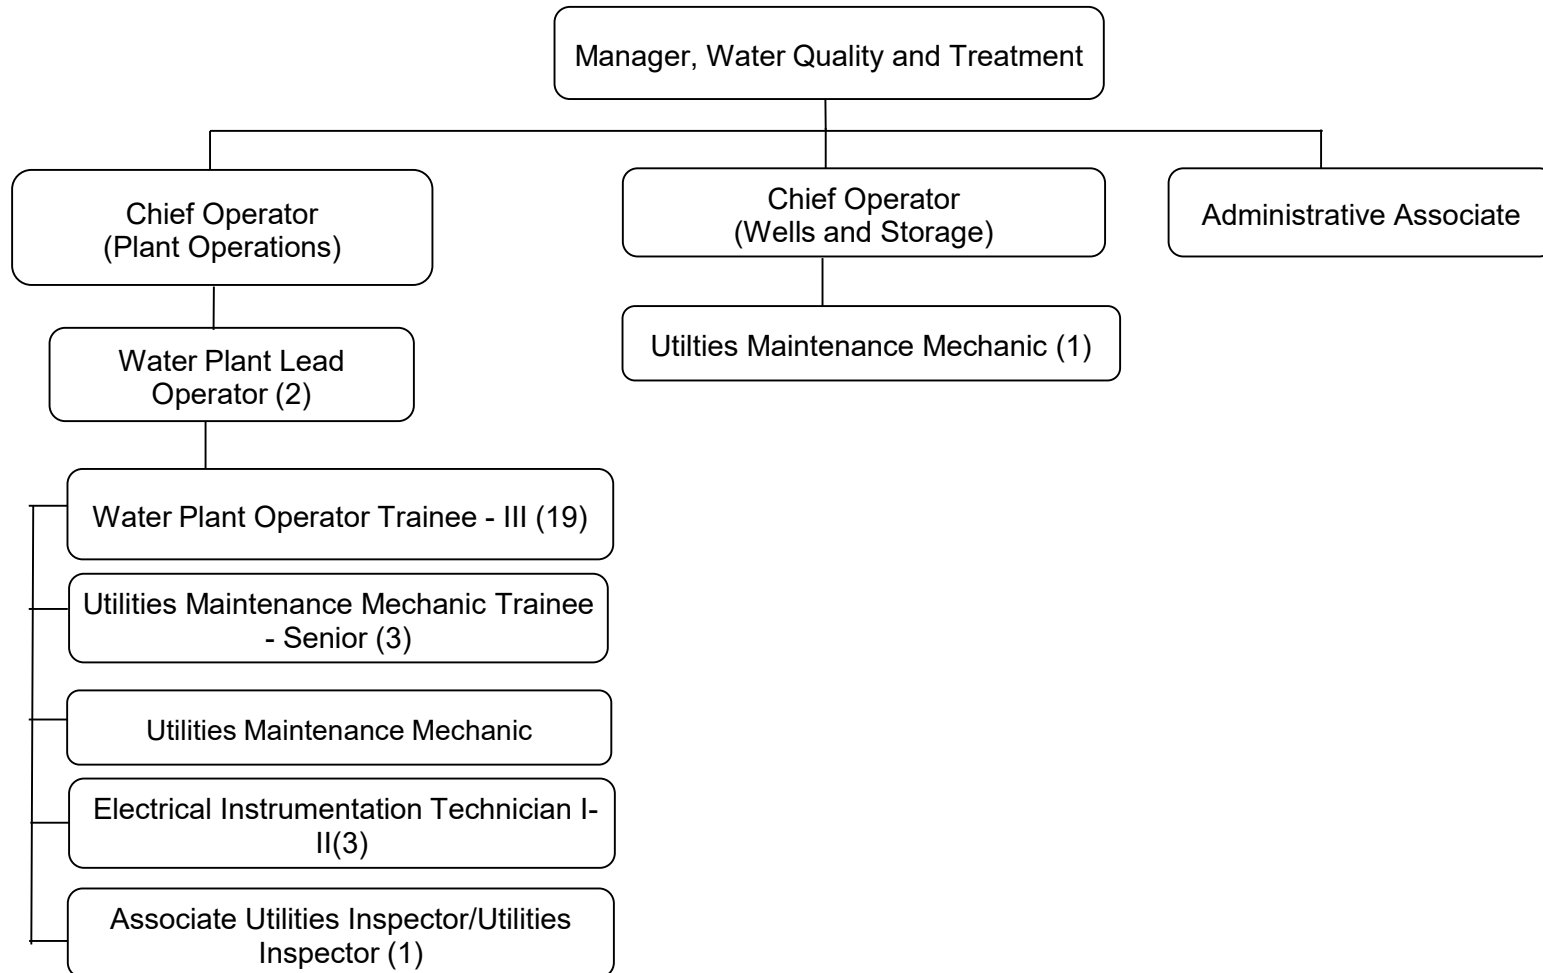 Manager, Water Quality and Treatment
Chief Operator
(Plant Operations)
Chief Operator
(Wells and Storage)
Administrative Associate
Water Plant Lead
Operator (2)
Utilties Maintenance Mechanic (1)
Water Plant Operator Trainee - III (19)
Utilities Maintenance Mechanic Trainee
- Senior (3)
Utilities Maintenance Mechanic
Electrical Instrumentation Technician I-
II(3)
Associate Utilities Inspector/Utilities
Inspector (1)